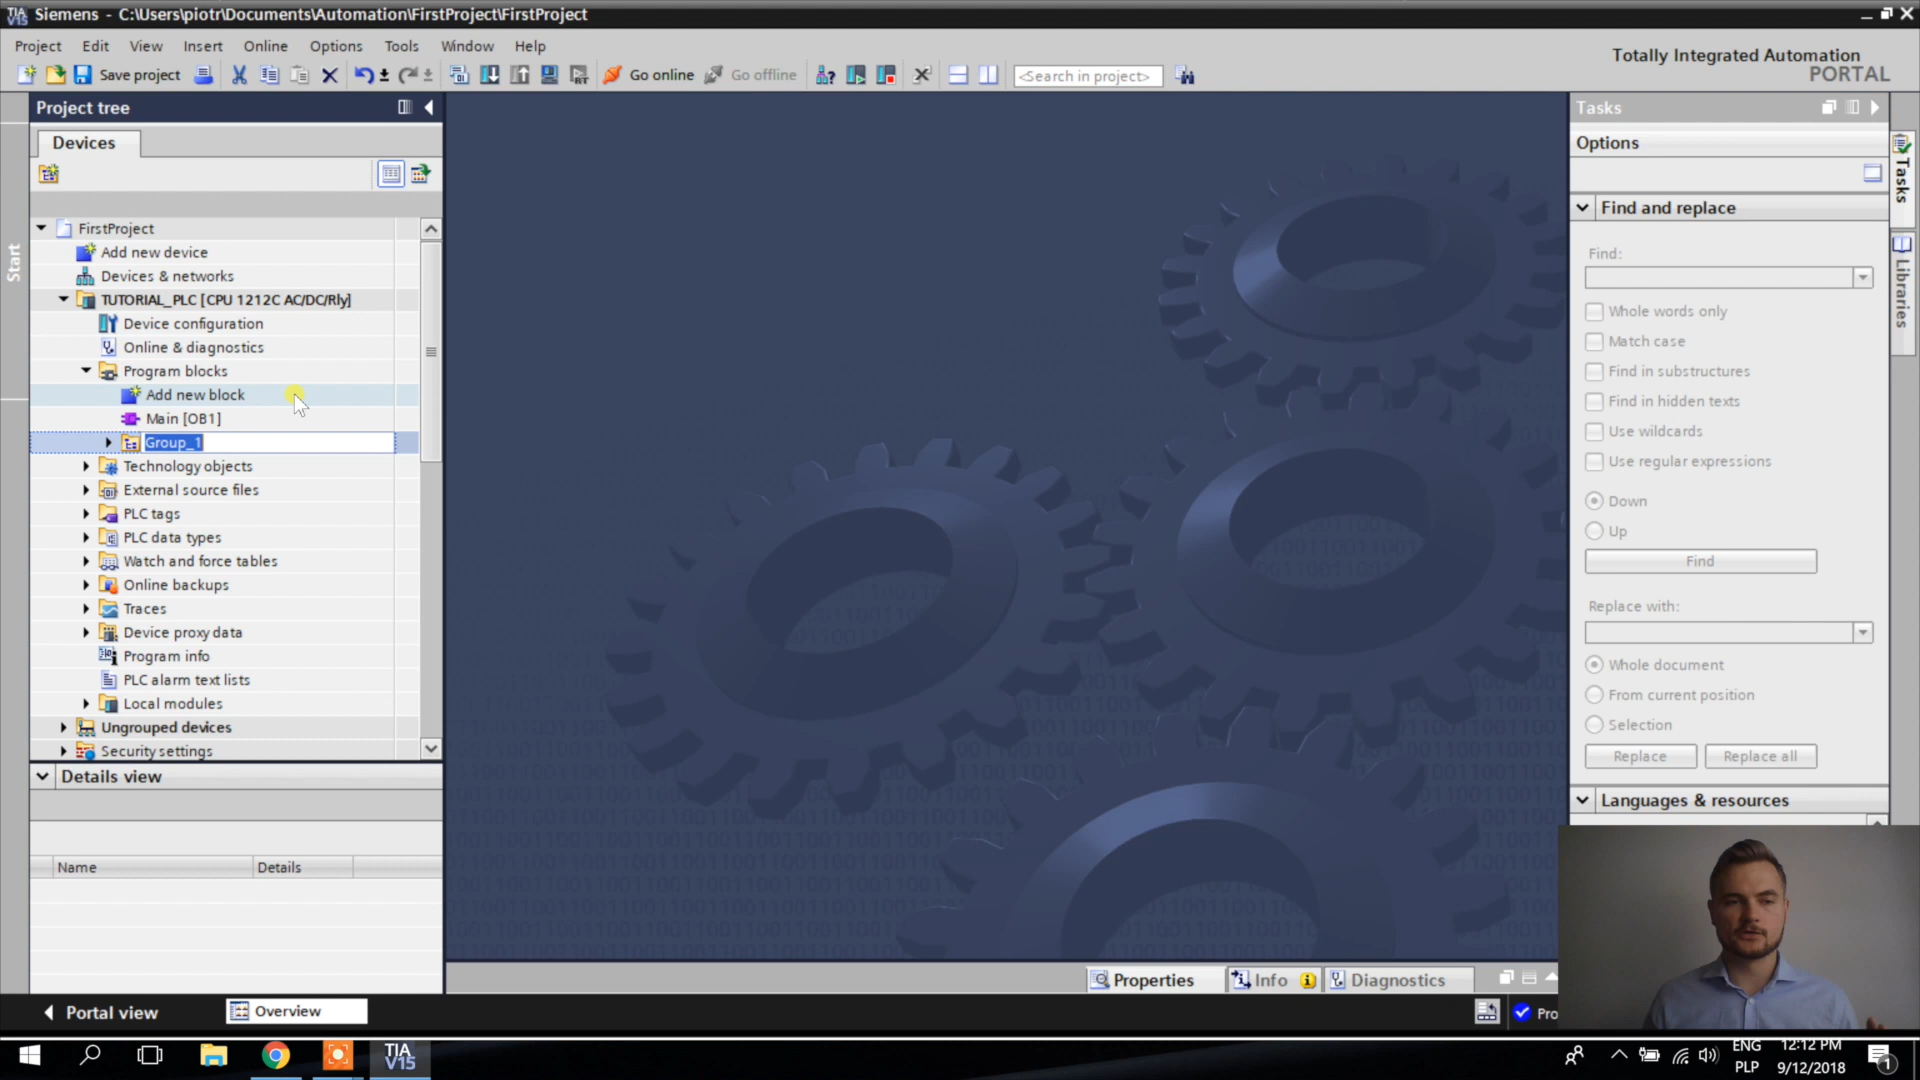 Siemens - C:\Users\piotr\Documents\Automation\FirstProject\FirstProject
Project Edit View Insert Online Options Tools Window Help
Totally Integrated Automation
PORTAL
Save project
Go online
Go offline
<Search in project>
Project tree
Devices
Start
FirstProject
Add new device
Devices & networks
TUTORIAL_PLC [CPU 1212C AC/DC/Rly]
Device configuration
Online & diagnostics
Program blocks
Add new block
Main [OB1]
Group_1
Technology objects
External source files
PLC tags
PLC data types
Watch and force tables
Online backups
Traces
Device proxy data
Program info
PLC alarm text lists
Local modules
Ungrouped devices
Security settings
Details view
Name Details
Tasks
Options
Find and replace
Find:
Whole words only
Match case
Find in substructures
Find in hidden texts
Use wildcards
Use regular expressions
Down
Up
Find
Replace with:
Whole document
From current position
Selection
Replace Replace all
Languages & resources
Tasks
Libraries
Properties Info Diagnostics
Portal view
Overview
Pro
TIA
V15
ENG
PLP
12:12 PM
9/12/2018
1